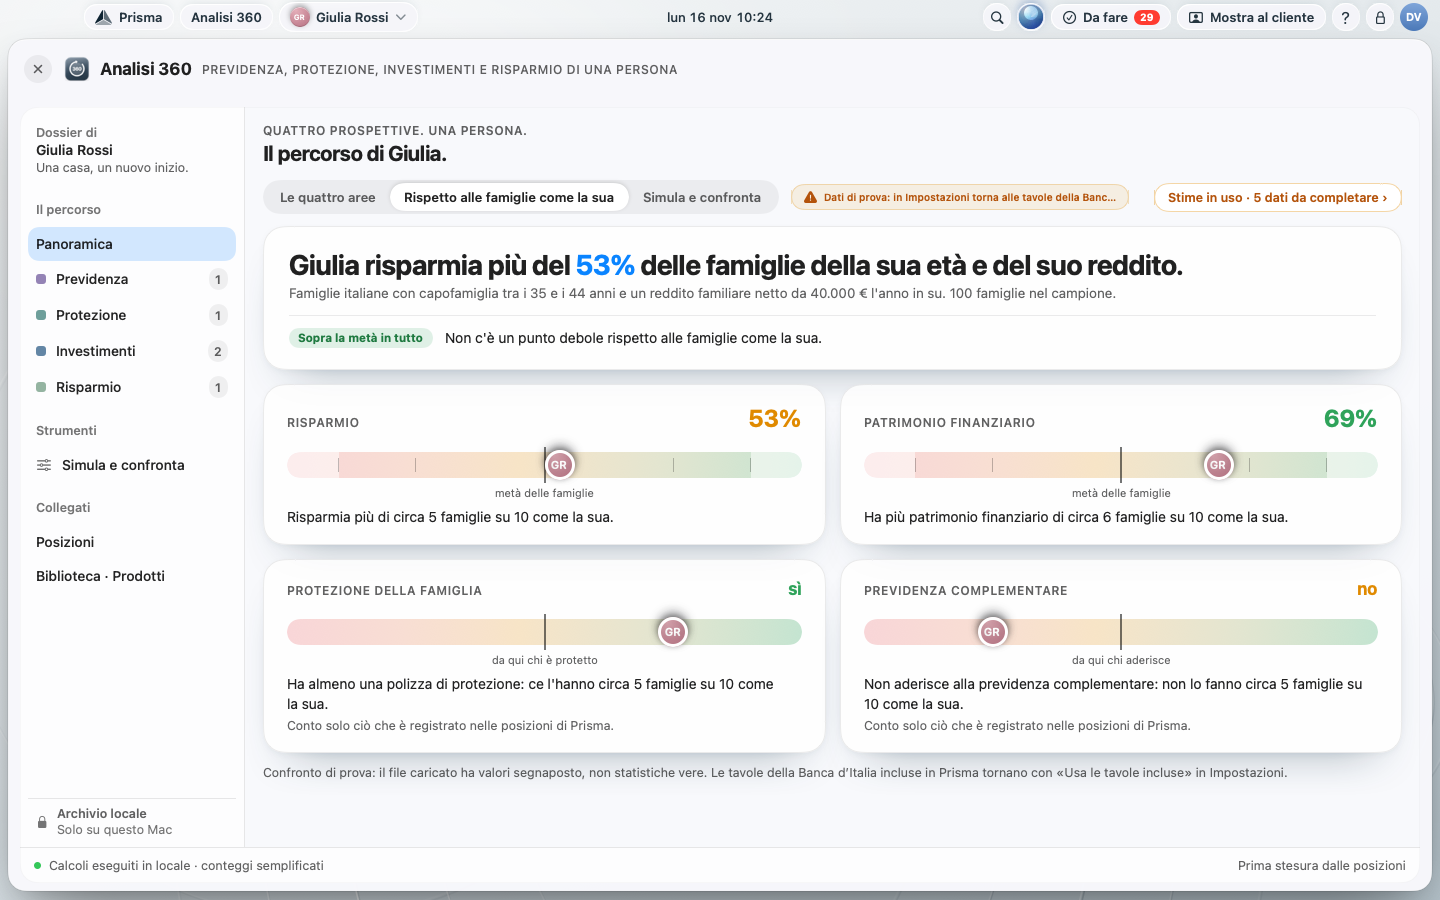 Prisma
Analisi 360
GR Giulia Rossi
lun 16 nov 10:24
Da fare 29
Mostra al cliente
?
DV
360
Analisi 360 PREVIDENZA, PROTEZIONE, INVESTIMENTI E RISPARMIO DI UNA PERSONA
Dossier di
Giulia Rossi
Una casa, un nuovo inizio.
Il percorso
Panoramica
Previdenza 1
Protezione 1
Investimenti 2
Risparmio 1
Strumenti
Simula e confronta
Collegati
Posizioni
Biblioteca · Prodotti
Archivio locale
Solo su questo Mac
QUATTRO PROSPETTIVE. UNA PERSONA.
Il percorso di Giulia.
Le quattro aree
Rispetto alle famiglie come la sua
Simula e confronta
Dati di prova: in Impostazioni torna alle tavole della Banc...
Stime in uso · 5 dati da completare ›
Giulia risparmia più del 53% delle famiglie della sua età e del suo reddito.
Famiglie italiane con capofamiglia tra i 35 e i 44 anni e un reddito familiare netto da 40.000 € l'anno in su. 100 famiglie nel campione.
Sopra la metà in tutto Non c'è un punto debole rispetto alle famiglie come la sua.
RISPARMIO 53%
GR
metà delle famiglie
Risparmia più di circa 5 famiglie su 10 come la sua.
PATRIMONIO FINANZIARIO 69%
GR
metà delle famiglie
Ha più patrimonio finanziario di circa 6 famiglie su 10 come la sua.
PROTEZIONE DELLA FAMIGLIA sì
GR
da qui chi è protetto
Ha almeno una polizza di protezione: ce l'hanno circa 5 famiglie su 10 come
la sua.
Conto solo ciò che è registrato nelle posizioni di Prisma.
PREVIDENZA COMPLEMENTARE no
GR
da qui chi aderisce
Non aderisce alla previdenza complementare: non lo fanno circa 5 famiglie su
10 come la sua.
Conto solo ciò che è registrato nelle posizioni di Prisma.
Confronto di prova: il file caricato ha valori segnaposto, non statistiche vere. Le tavole della Banca d’Italia incluse in Prisma tornano con «Usa le tavole incluse» in Impostazioni.
Calcoli eseguiti in locale · conteggi semplificati
Prima stesura dalle posizioni